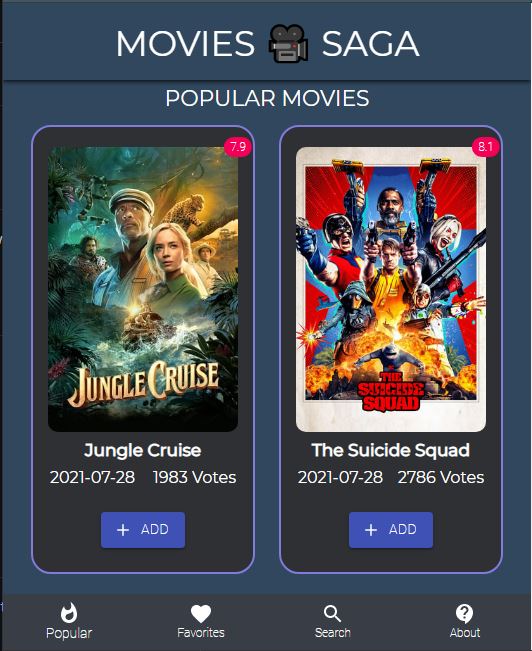 MOVIES SAGA
POPULAR MOVIES
7.9
8.1
JUNGLE CRUISE
THE SUICIDE SQUAD
Jungle Cruise
The Suicide Squad
2021-07-28 1983 Votes
2021-07-28 2786 Votes
+ ADD
+ ADD
Popular
Favorites
Search
About